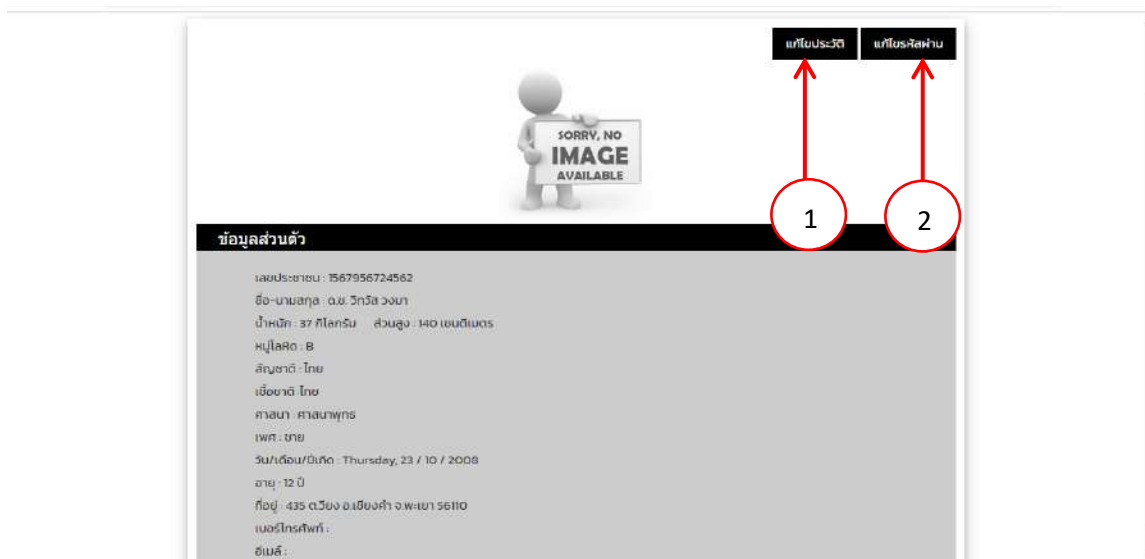 แก้ไขประวัติ แก้ไขรหัสผ่าน
SORRY, NO
IMAGE
AVAILABLE
1 2
ข้อมูลส่วนตัว
เลขประชาชน : 1567956724562
ชื่อ-นามสกุล : ด.ช. วิทวัส วงมา
น้ำหนัก : 37 กิโลกรัม ส่วนสูง : 140 เซนติเมตร
หมู่โลหิต : B
สัญชาติ : ไทย
เชื้อชาติ : ไทย
ศาสนา : ศาสนาพุทธ
เพศ : ชาย
วัน/เดือน/ปีเกิด : Thursday, 23 / 10 / 2008
อายุ : 12 ปี
ที่อยู่ : 435 ต.เวียง อ.เชียงคำ จ.พะเยา 56110
เบอร์โทรศัพท์ :
อีเมล์ :